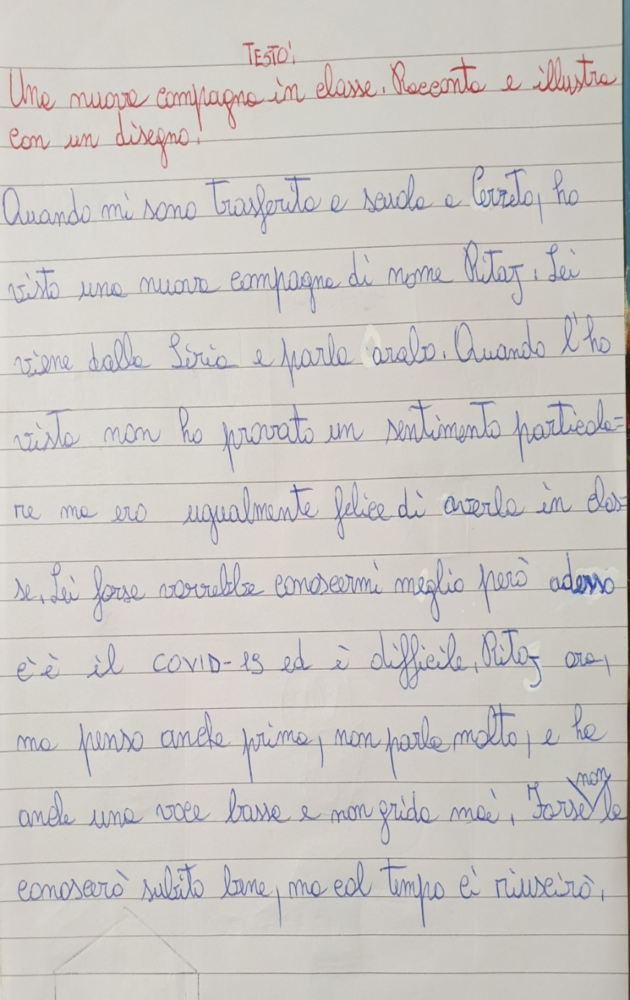 TESTO:
Una nuova compagna in classe. Racconta e illustra
con un disegno.
Quando mi sono trasferito a scuola a Cerreto, ho
visto una nuova compagna di nome Ritaj. Lei
viene dalla Siria e parla arabo. Quando l'ho
vista non ho provato un sentimento particola=
re ma ero ugualmente felice di averla in clas=
se. Lei forse vorrebbe conoscermi meglio però adesso
c'è il COVID-19 ed è difficile. Ritaj ora,
ma penso anche prima, non parla molto, e ha
anche una voce bassa e non grida mai. Forse non la
conoscerò subito bene, ma col tempo ci riuscirò.